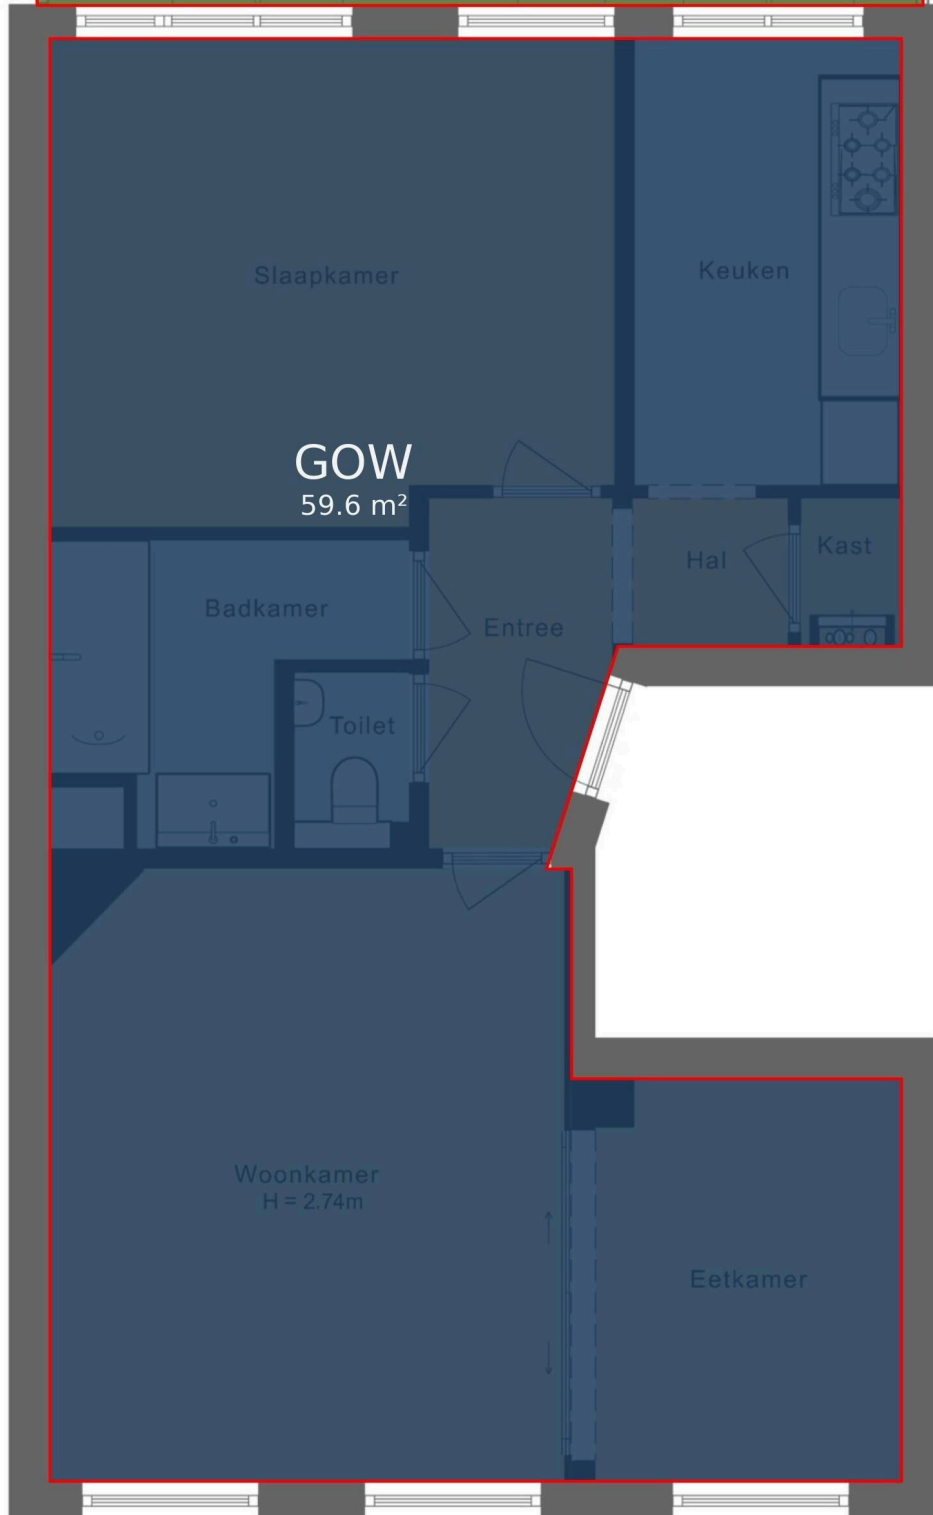 Slaapkamer
Keuken
GOW
59.6 m²
Hal
Kast
Badkamer
Entree
Toilet
Woonkamer
H = 2.74m
Eetkamer